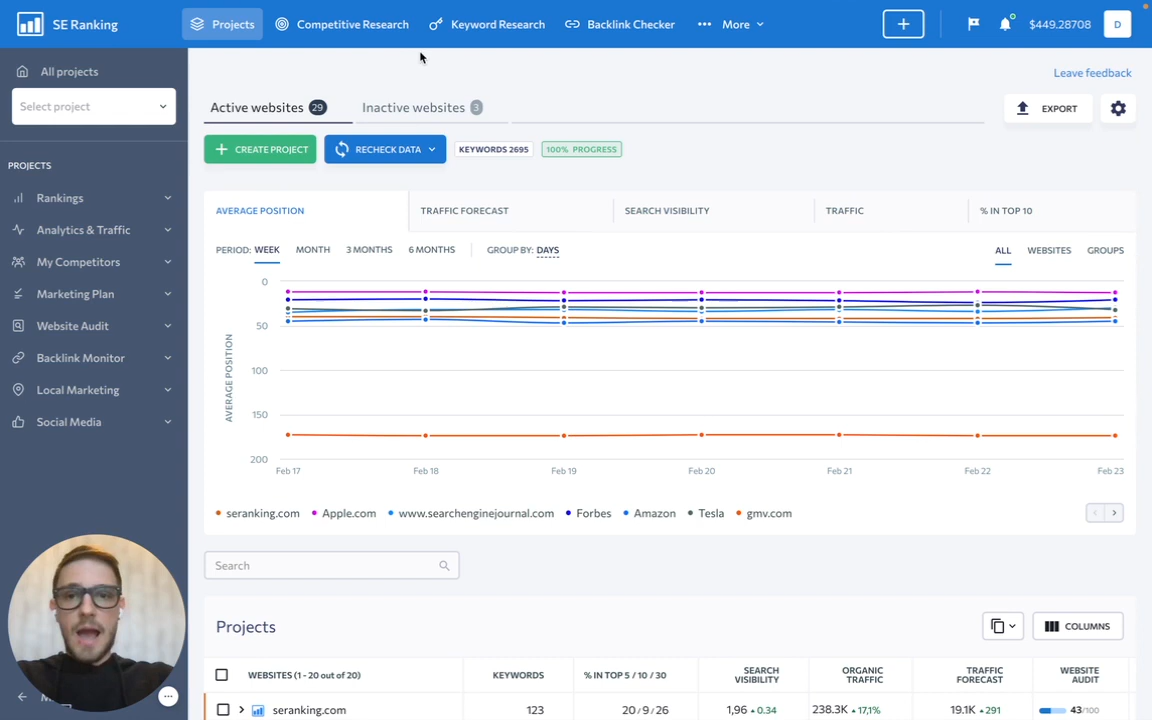 SE Ranking
Projects
Competitive Research
Keyword Research
Backlink Checker
More
$449.28708
D
All projects
Select project
PROJECTS
Rankings
Analytics & Traffic
My Competitors
Marketing Plan
Website Audit
Backlink Monitor
Local Marketing
Social Media
Leave feedback
Active websites 29
Inactive websites 3
EXPORT
CREATE PROJECT
RECHECK DATA
KEYWORDS 2695
100% PROGRESS
AVERAGE POSITION
TRAFFIC FORECAST
SEARCH VISIBILITY
TRAFFIC
% IN TOP 10
PERIOD: WEEK MONTH 3 MONTHS 6 MONTHS GROUP BY: DAYS
ALL WEBSITES GROUPS
AVERAGE POSITION
0
50
100
150
200
Feb 17 Feb 18 Feb 19 Feb 20 Feb 21 Feb 22 Feb 23
seranking.com Apple.com www.searchenginejournal.com Forbes Amazon Tesla gmv.com
Search
Projects
COLUMNS
WEBSITES (1 - 20 out of 20)
KEYWORDS
% IN TOP 5 / 10 / 30
SEARCH
VISIBILITY
ORGANIC
TRAFFIC
TRAFFIC
FORECAST
WEBSITE
AUDIT
seranking.com 123 20/9/26 1,96 0.34 238.3K 17,1% 19.1K 291 43/100